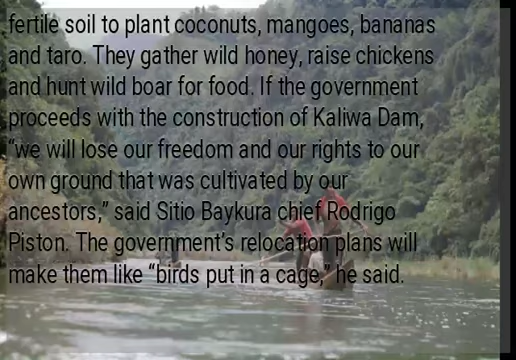 fertile soil to plant coconuts, mangoes, bananas
and taro. They gather wild honey, raise chickens
and hunt wild boar for food. If the government
proceeds with the construction of Kaliwa Dam,
“we will lose our freedom and our rights to our
own ground that was cultivated by our
ancestors,” said Sitio Baykura chief Rodrigo
Piston. The government’s relocation plans will
make them like “birds put in a cage,” he said.